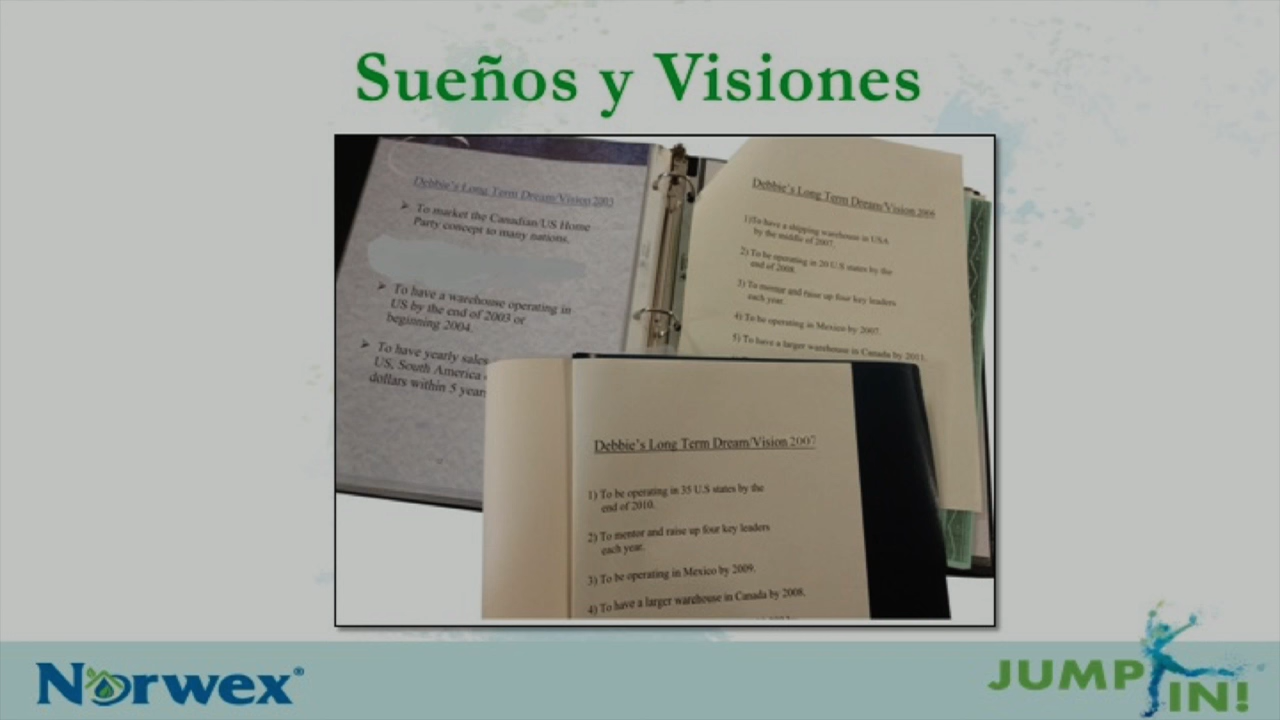 Sueños y Visiones
Debbie's Long Term Dream/Vision 2003
➤ To market the Canadian/US Home
Party concept to many nations.
➤ To have a warehouse operating in
US by the end of 2003 or
beginning 2004.
➤ To have yearly sales
US, South America
dollars within 5 years
Debbie's Long Term Dream/Vision 2006
1)To have a shipping warehouse in USA
by the middle of 2007.
2) To be operating in 20 U.S states by the
end of 2008.
3) To mentor and raise up four key leaders
each year.
4) To be operating in Mexico by 2007.
5) To have a larger warehouse in Canada by 2011.
Debbie's Long Term Dream/Vision 2007
1) To be operating in 35 U.S states by the
end of 2010.
2) To mentor and raise up four key leaders
each year.
3) To be operating in Mexico by 2009.
4) To have a larger warehouse in Canada by 2008.
Norwex®
JUMP IN!